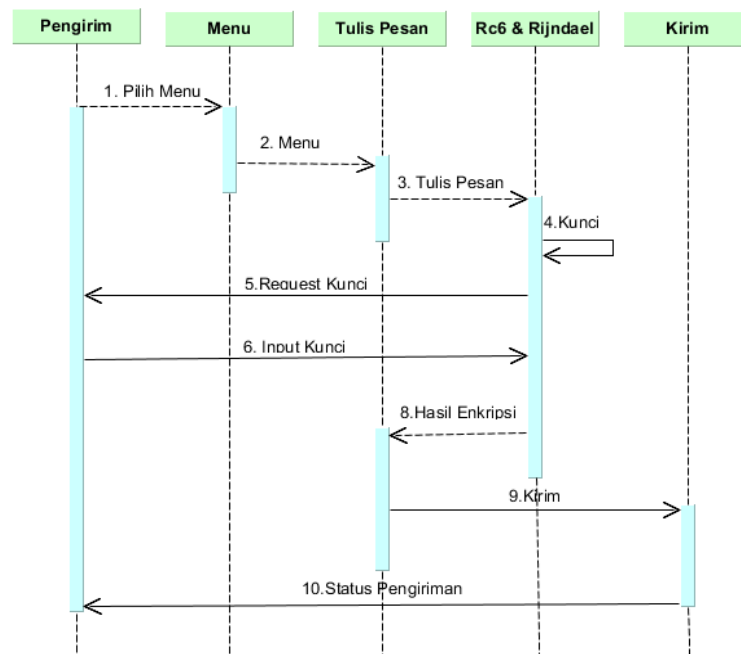 Pengirim
Menu
Tulis Pesan
Rc6 & Rijndael
Kirim
1. Pilih Menu
2. Menu
3. Tulis Pesan
4.Kunci
5.Request Kunci
6. Input Kunci
8.Hasil Enkripsi
9.Kirim
10.Status Pengiriman